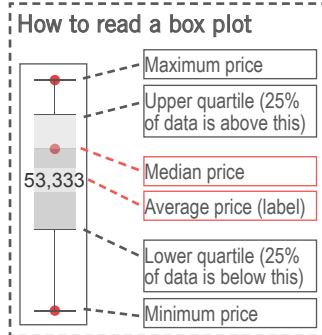 How to read a box plot
Maximum price
Upper quartile (25%
of data is above this)
Median price
53,333
Average price (label)
Lower quartile (25%
of data is below this)
Minimum price